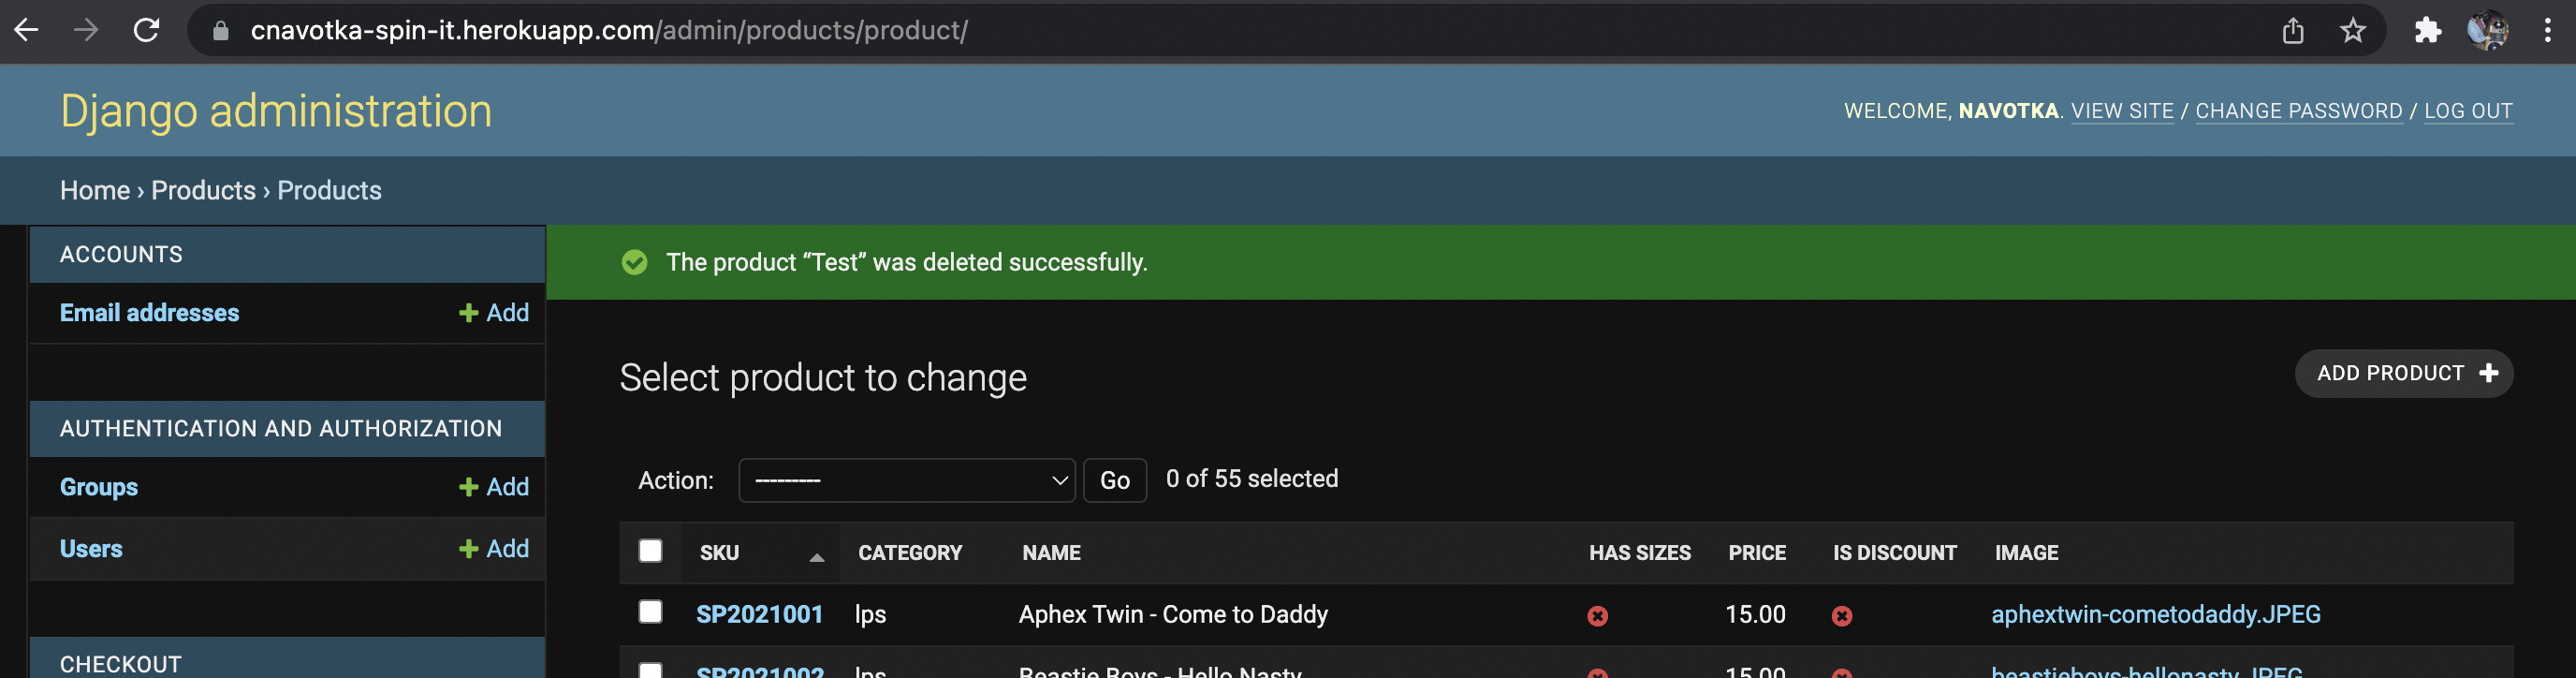 cnavotka-spin-it.herokuapp.com/admin/products/product/
Django administration
WELCOME, NAVOTKA. VIEW SITE / CHANGE PASSWORD / LOG OUT
Home › Products › Products
ACCOUNTS
Email addresses + Add
AUTHENTICATION AND AUTHORIZATION
Groups + Add
Users + Add
CHECKOUT
The product “Test” was deleted successfully.
Select product to change
ADD PRODUCT +
Action: --------- Go 0 of 55 selected
SKU CATEGORY NAME HAS SIZES PRICE IS DISCOUNT IMAGE
SP2021001 lps Aphex Twin - Come to Daddy 15.00 aphextwin-cometodaddy.JPEG
SP2021002 lps Beastie Boys - Hello Nasty 15.00 beastieboys-hellonasty.JPEG